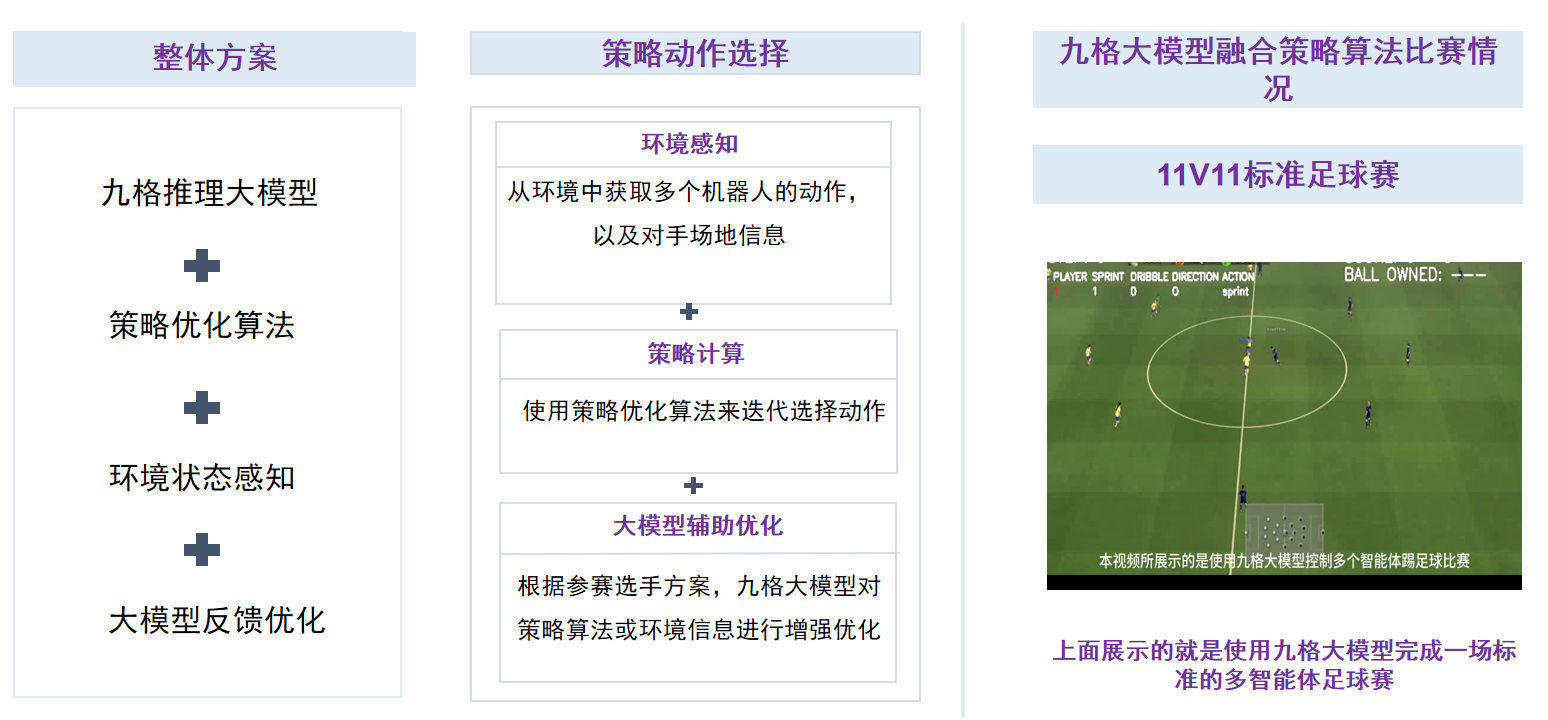 整体方案
九格推理大模型
策略优化算法
环境状态感知
大模型反馈优化
策略动作选择
环境感知
从环境中获取多个机器人的动作，
以及对手场地信息
策略计算
使用策略优化算法来迭代选择动作
大模型辅助优化
根据参赛选手方案，九格大模型对
策略算法或环境信息进行增强优化
九格大模型融合策略算法比赛情
况
11V11标准足球赛
PLAYER SPRINT DRIBBLE DIRECTION ACTION
1 0 0 sprint
BALL OWNED: ---
本视频所展示的是使用九格大模型控制多个智能体踢足球比赛
上面展示的就是使用九格大模型完成一场标
准的多智能体足球赛